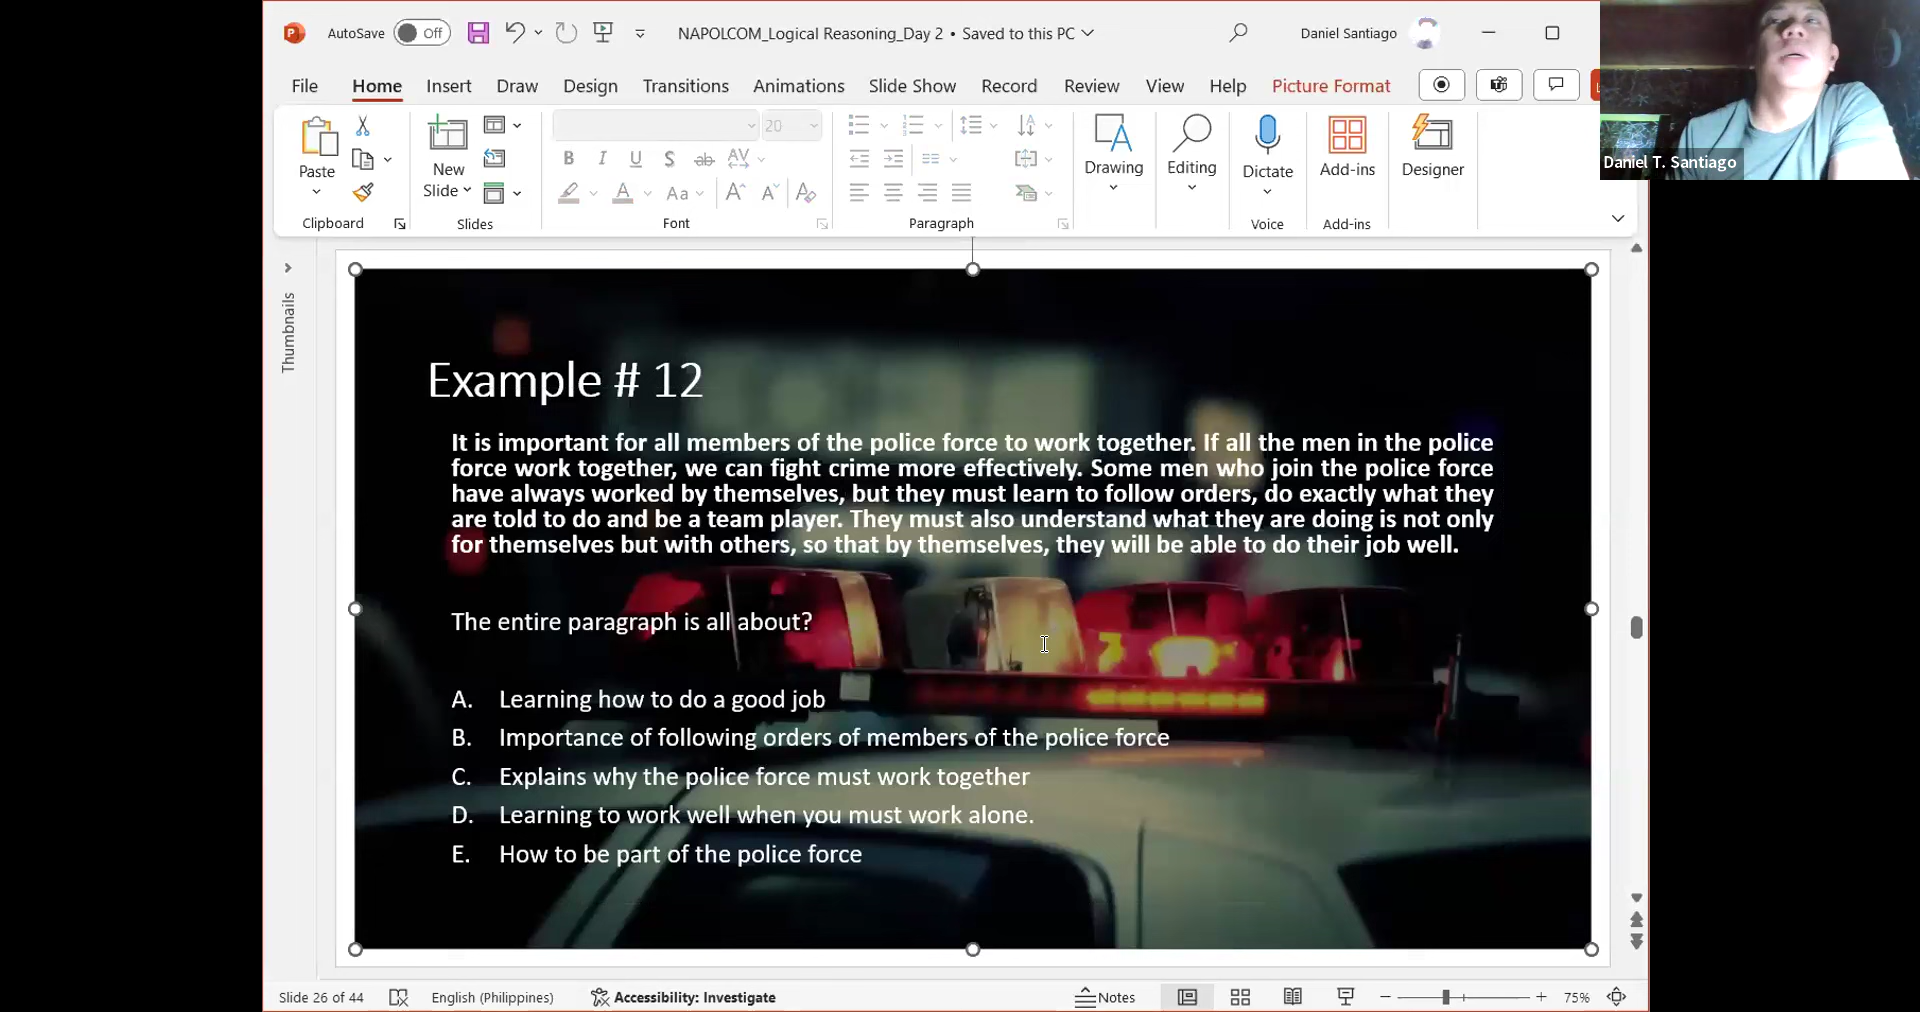 AutoSave Off NAPOLCOM_Logical Reasoning_Day 2 • Saved to this PC Daniel Santiago
File Home Insert Draw Design Transitions Animations Slide Show Record Review View Help Picture Format
Paste
New
Slide
20
B I U S ab AV
A Aa A A A
Drawing
Editing
Dictate
Add-ins
Designer
Clipboard Slides Font Paragraph Voice Add-ins
Daniel T. Santiago
Thumbnails
Example # 12
It is important for all members of the police force to work together. If all the men in the police
force work together, we can fight crime more effectively. Some men who join the police force
have always worked by themselves, but they must learn to follow orders, do exactly what they
are told to do and be a team player. They must also understand what they are doing is not only
for themselves but with others, so that by themselves, they will be able to do their job well.
The entire paragraph is all about?
A. Learning how to do a good job
B. Importance of following orders of members of the police force
C. Explains why the police force must work together
D. Learning to work well when you must work alone.
E. How to be part of the police force
Slide 26 of 44 English (Philippines) Accessibility: Investigate Notes 75%